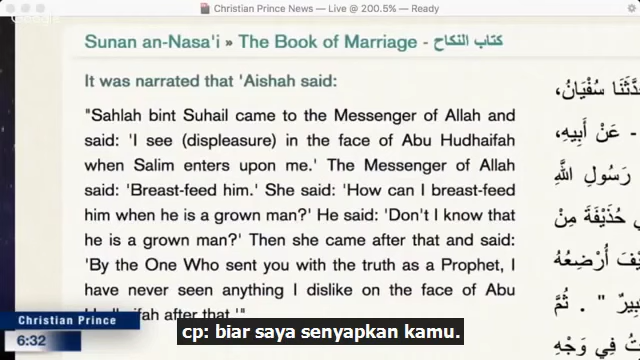 Christian Prince News — Live @ 200.5% — Ready
Google+
Sunan an-Nasa'i » The Book of Marriage - كتاب النكاح
It was narrated that 'Aishah said:
"Sahlah bint Suhail came to the Messenger of Allah and
said: 'I see (displeasure) in the face of Abu Hudhaifah
when Salim enters upon me.' The Messenger of Allah
said: 'Breast-feed him.' She said: 'How can I breast-feed
him when he is a grown man?' He said: 'Don't I know that
he is a grown man?' Then she came after that and said:
'By the One Who sent you with the truth as a Prophet, I
have never seen anything I dislike on the face of Abu
Hudhaifah after that.'"
حَدَّثَنَا سُفْيَانُ،
- عَنْ أَبِيهِ،
رَسُولِ اللَّهِ
حُذَيْفَةَ مِنْ
أُرْضِعُهُ
" . ثُمَّ
فِي وَجْهِ
Christian Prince
6:32
cp: biar saya senyapkan kamu.